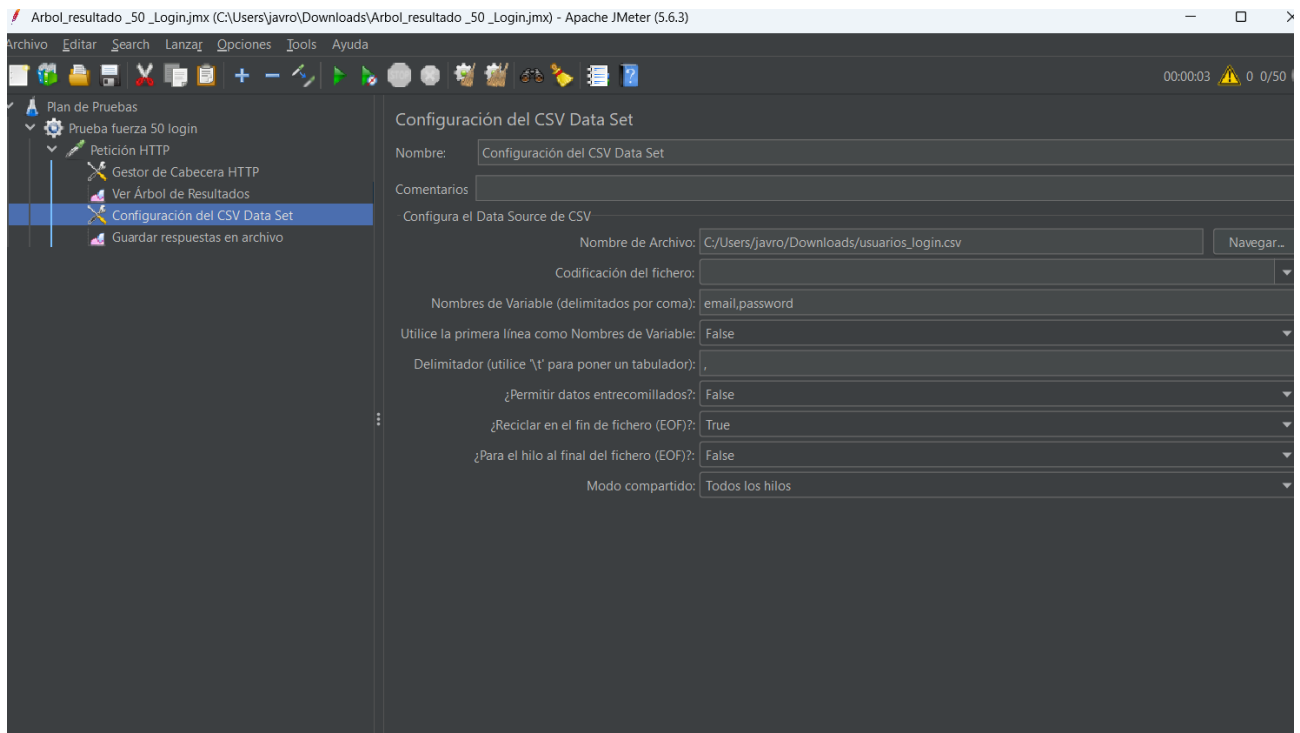 Arbol_resultado _50 _Login.jmx (C:\Users\javro\Downloads\Arbol_resultado _50 _Login.jmx) - Apache JMeter (5.6.3)
Archivo Editar Search Lanzar Opciones Tools Ayuda
STOP
00:00:03 0 0/50
Plan de Pruebas
Prueba fuerza 50 login
Petición HTTP
Gestor de Cabecera HTTP
Ver Árbol de Resultados
Configuración del CSV Data Set
Guardar respuestas en archivo
Configuración del CSV Data Set
Nombre: Configuración del CSV Data Set
Comentarios
Configura el Data Source de CSV
Nombre de Archivo: C:/Users/javro/Downloads/usuarios_login.csv Navegar...
Codificación del fichero:
Nombres de Variable (delimitados por coma): email,password
Utilice la primera línea como Nombres de Variable: False
Delimitador (utilice '\t' para poner un tabulador): ,
¿Permitir datos entrecomillados?: False
¿Reciclar en el fin de fichero (EOF)?: True
¿Para el hilo al final del fichero (EOF)?: False
Modo compartido: Todos los hilos